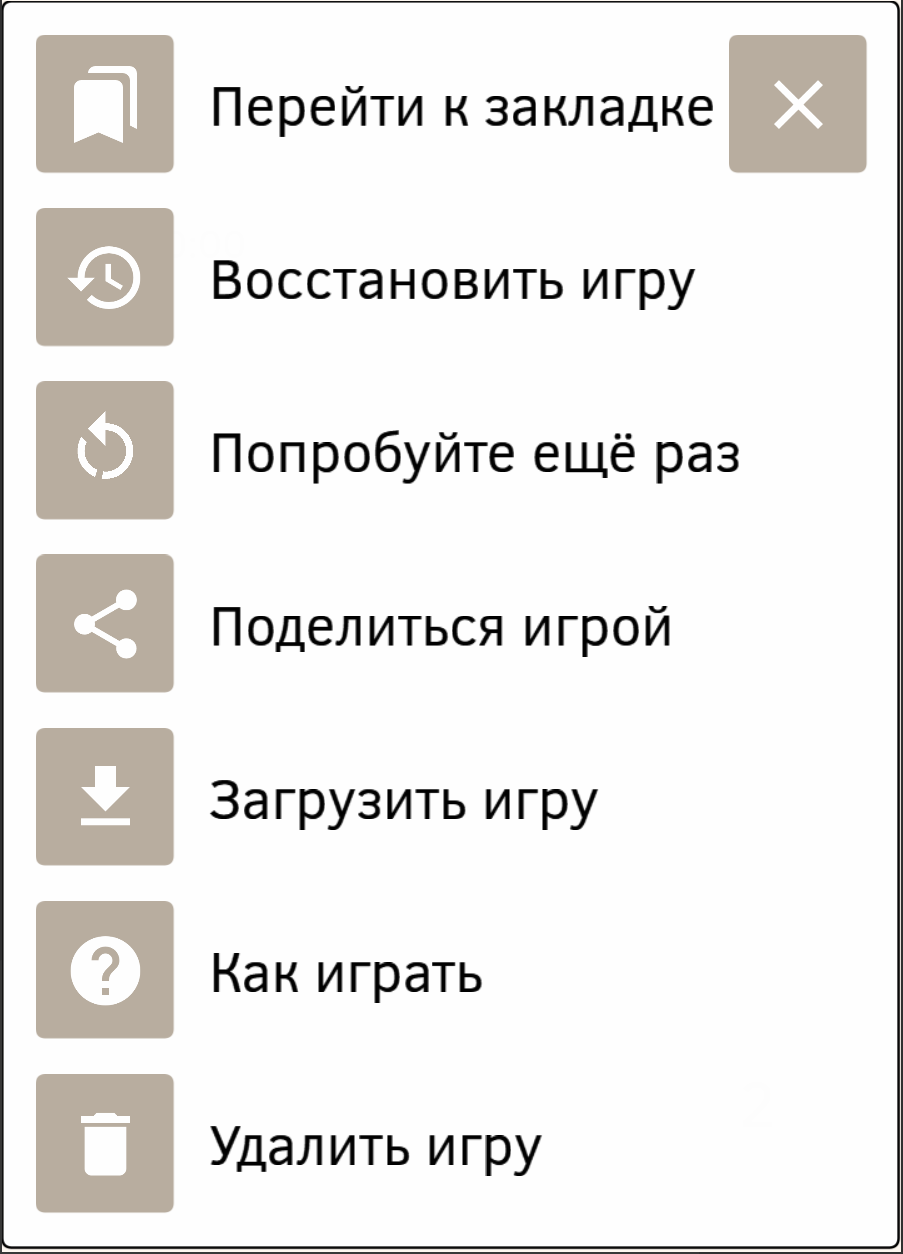 Перейти к закладке
Восстановить игру
Попробуйте ещё раз
Поделиться игрой
Загрузить игру
Как играть
Удалить игру